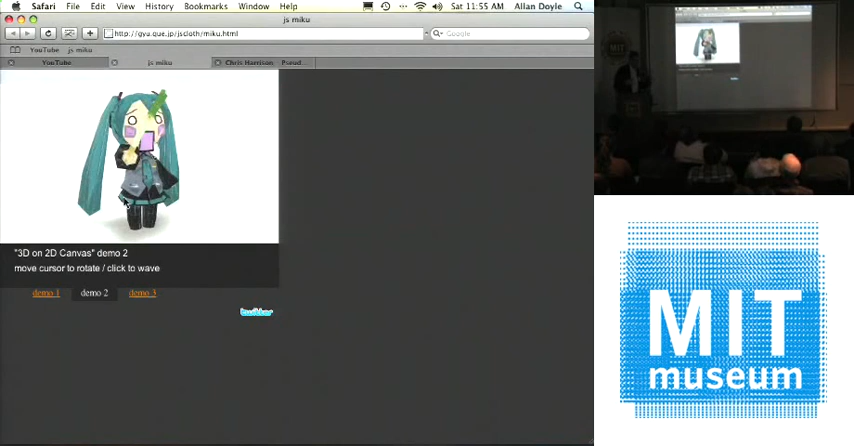 Safari File Edit View History Bookmarks Window Help Sat 11:55 AM Allan Doyle
js miku
http://gyu.que.jp/jscloth/miku.html
Google
YouTube js miku
YouTube js miku Chris Harrison Pseud...
"3D on 2D Canvas" demo 2
move cursor to rotate / click to wave
demo 1 demo 2 demo 3
twitter
MIT
MIT
museum